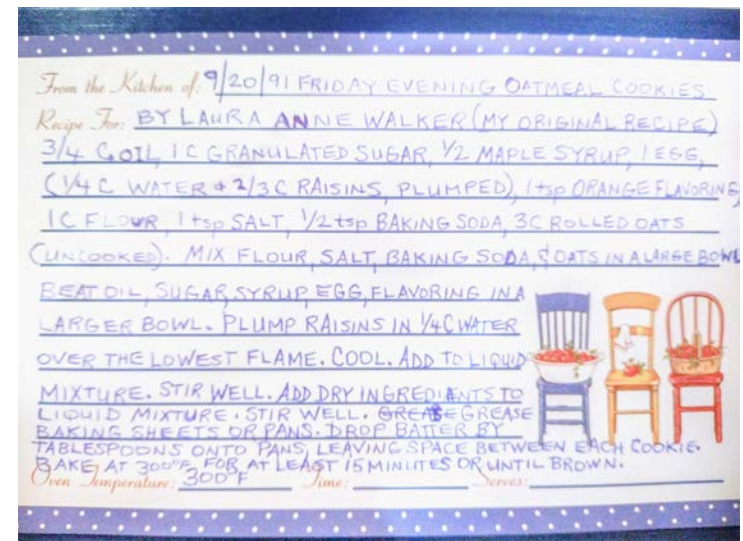 From the Kitchen of: 9/20/91 FRIDAY EVENING OATMEAL COOKIES
Recipe For: BY LAURA ANNE WALKER (MY ORIGINAL RECIPE)
3/4 C OIL, 1 C GRANULATED SUGAR, 1/2 MAPLE SYRUP, 1 EGG,
(1/4 C WATER & 2/3 C RAISINS, PLUMPED), 1 tsp ORANGE FLAVORING,
1 C FLOUR, 1 tsp SALT, 1/2 tsp BAKING SODA, 3C ROLLED OATS
(UNCOOKED). MIX FLOUR, SALT, BAKING SODA, & OATS IN A LARGE BOWL
BEAT OIL, SUGAR, SYRUP, EGG, FLAVORING IN A
LARGER BOWL. PLUMP RAISINS IN 1/4 C WATER
OVER THE LOWEST FLAME. COOL. ADD TO LIQUID
MIXTURE. STIR WELL. ADD DRY INGREDIENTS TO
LIQUID MIXTURE. STIR WELL. GREASE GREASE
BAKING SHEETS OR PANS. DROP BATTER BY
TABLESPOONS ONTO PANS, LEAVING SPACE BETWEEN EACH COOKIE.
BAKE AT 300°F FOR AT LEAST 15 MINUTES OR UNTIL BROWN.
Oven Temperature: 300°F Time: Serves: